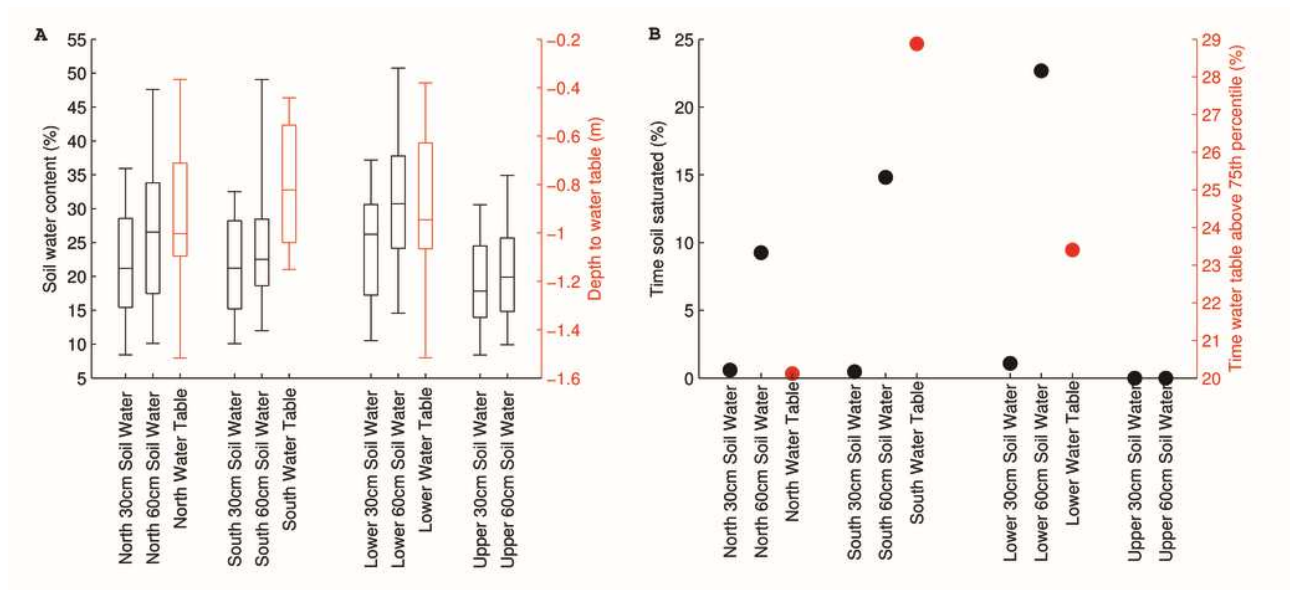 A
55
50
45
40
35
30
25
20
15
10
5
Soil water content (%)
−0.2
−0.4
−0.6
−0.8
−1
−1.2
−1.4
−1.6
Depth to water table (m)
North 30cm Soil Water
North 60cm Soil Water
North Water Table
South 30cm Soil Water
South 60cm Soil Water
South Water Table
Lower 30cm Soil Water
Lower 60cm Soil Water
Lower Water Table
Upper 30cm Soil Water
Upper 60cm Soil Water
B
25
20
15
10
5
0
Time soil saturated (%)
29
28
27
26
25
24
23
22
21
20
Time water table above 75th percentile (%)
North 30cm Soil Water
North 60cm Soil Water
North Water Table
South 30cm Soil Water
South 60cm Soil Water
South Water Table
Lower 30cm Soil Water
Lower 60cm Soil Water
Lower Water Table
Upper 30cm Soil Water
Upper 60cm Soil Water